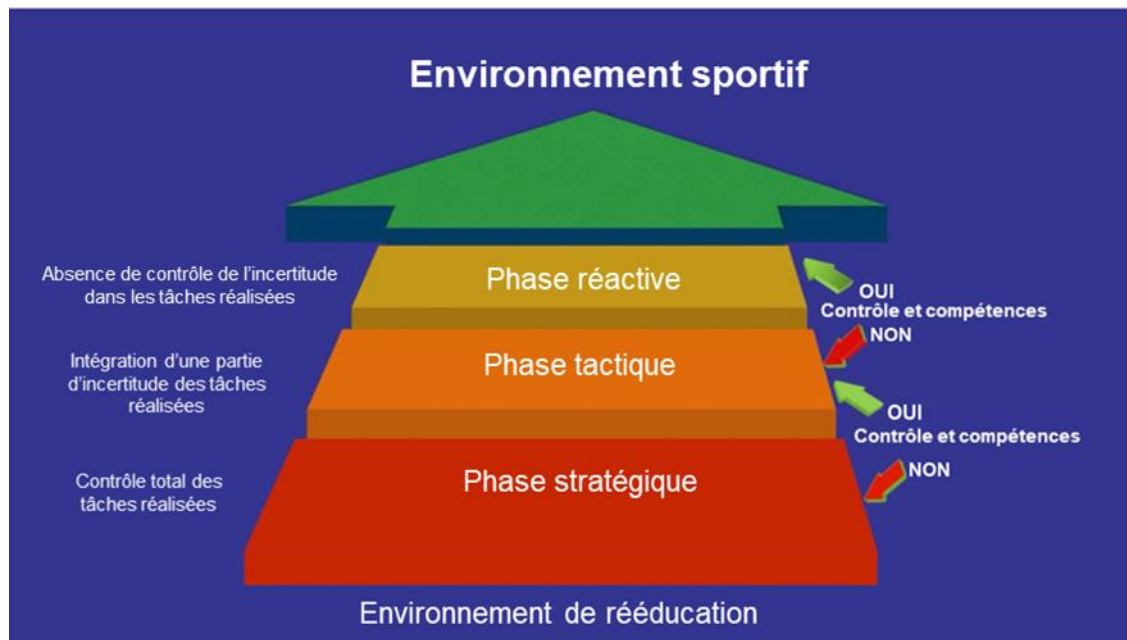 Environnement sportif
Absence de contrôle de l'incertitude
dans les tâches réalisées
Phase réactive
OUI
Contrôle et compétences
NON
Intégration d'une partie
d'incertitude des tâches
réalisées
Phase tactique
OUI
Contrôle et compétences
NON
Contrôle total des
tâches réalisées
Phase stratégique
Environnement de rééducation